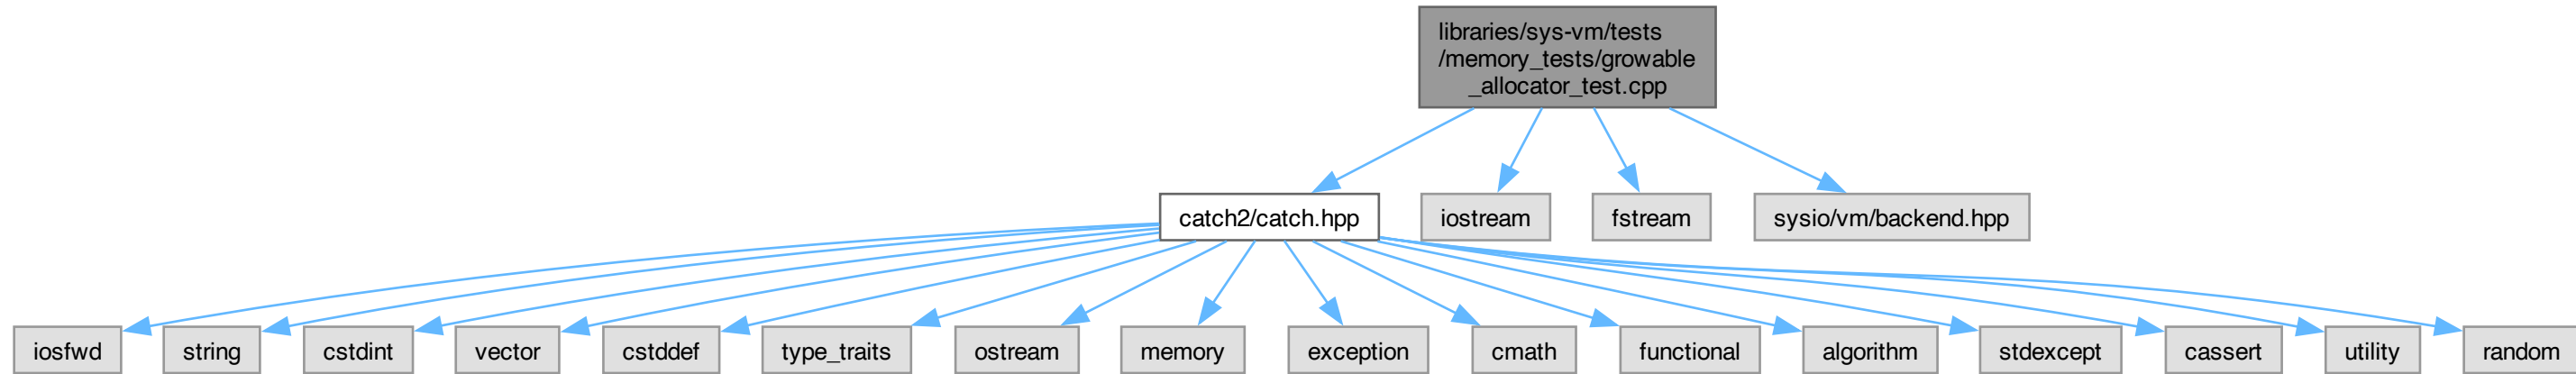 libraries/sys-vm/tests
/memory_tests/growable
_allocator_test.cpp
catch2/catch.hpp
iostream
fstream
sysio/vm/backend.hpp
iosfwd
string
cstdint
vector
cstddef
type_traits
ostream
memory
exception
cmath
functional
algorithm
stdexcept
cassert
utility
random